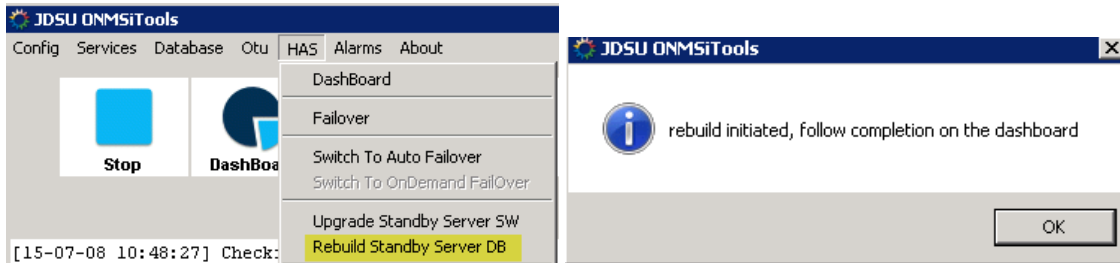 JDSU ONMSiTools
Config Services Database Otu HAS Alarms About
DashBoard
Failover
Switch To Auto Failover
Switch To OnDemand FailOver
Upgrade Standby Server SW
Rebuild Standby Server DB
Stop
[15-07-08 10:48:27]
JDSU ONMSiTools
rebuild initiated, follow completion on the dashboard
OK